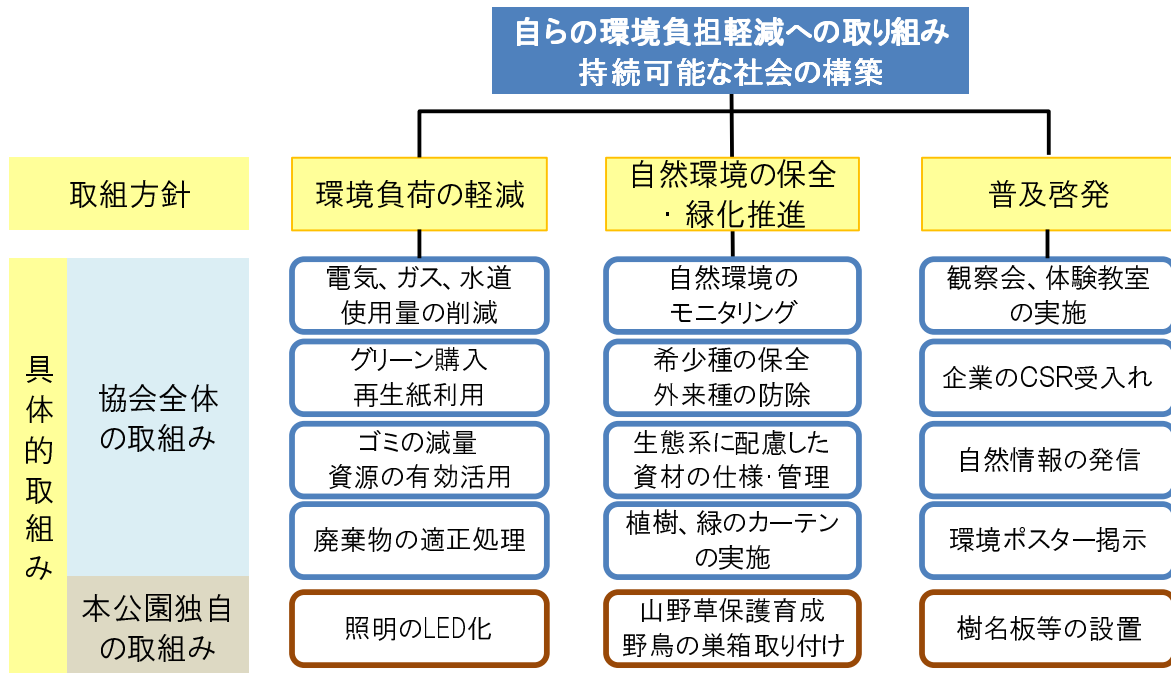 自らの環境負担軽減への取り組み
持続可能な社会の構築
取組方針
環境負荷の軽減
自然環境の保全
・緑化推進
普及啓発
具体的取組み
協会全体
の取組み
電気、ガス、水道
使用量の削減
自然環境の
モニタリング
観察会、体験教室
の実施
グリーン購入
再生紙利用
希少種の保全
外来種の防除
企業のCSR受入れ
ゴミの減量
資源の有効活用
生態系に配慮した
資材の仕様・管理
自然情報の発信
廃棄物の適正処理
植樹、緑のカーテン
の実施
環境ポスター掲示
本公園独自
の取組み
照明のLED化
山野草保護育成
野鳥の巣箱取り付け
樹名板等の設置